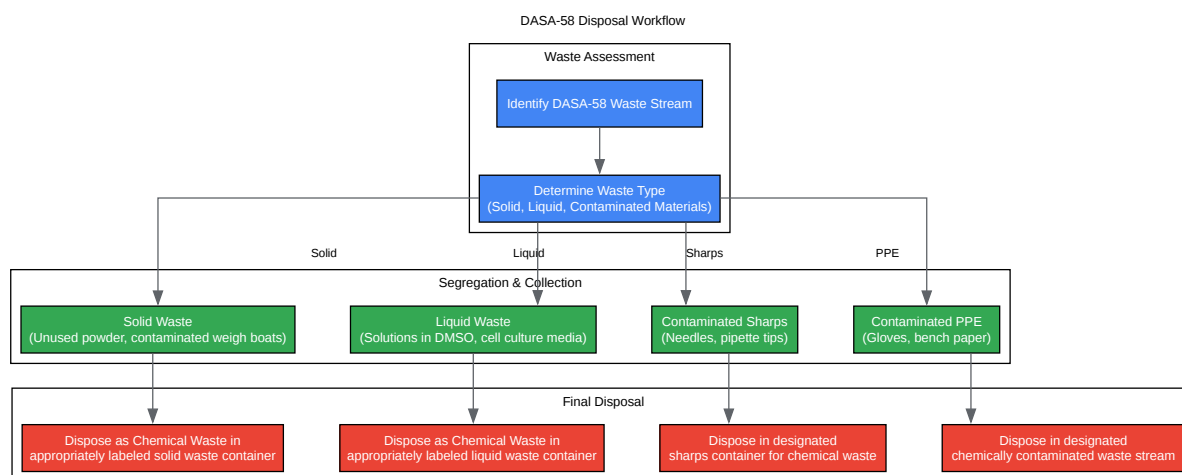 DASA-58 Disposal Workflow
Waste Assessment
Identify DASA-58 Waste Stream
Determine Waste Type
(Solid, Liquid, Contaminated Materials)
Solid
Liquid
Sharps
PPE
Segregation & Collection
Solid Waste
(Unused powder, contaminated weigh boats)
Liquid Waste
(Solutions in DMSO, cell culture media)
Contaminated Sharps
(Needles, pipette tips)
Contaminated PPE
(Gloves, bench paper)
Final Disposal
Dispose as Chemical Waste in
appropriately labeled solid waste container
Dispose as Chemical Waste in
appropriately labeled liquid waste container
Dispose in designated
sharps container for chemical waste
Dispose in designated
chemically contaminated waste stream